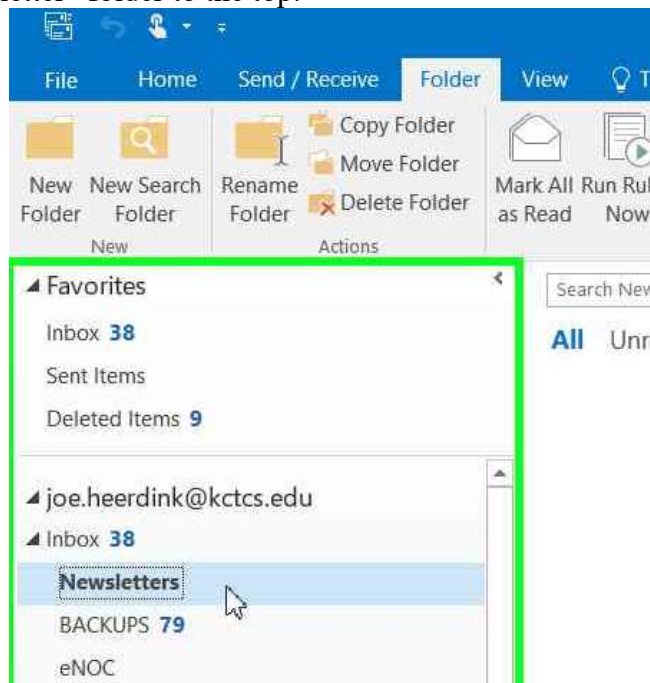 File Home Send / Receive Folder View
New Folder
New Search Folder
Rename Folder
Copy Folder
Move Folder
Delete Folder
Mark All as Read
Now
New
Actions
Favorites
Inbox 38
Sent Items
Deleted Items 9
Search
All
joe.heerdink@kctcs.edu
Inbox 38
Newsletters
BACKUPS 79
eNOC